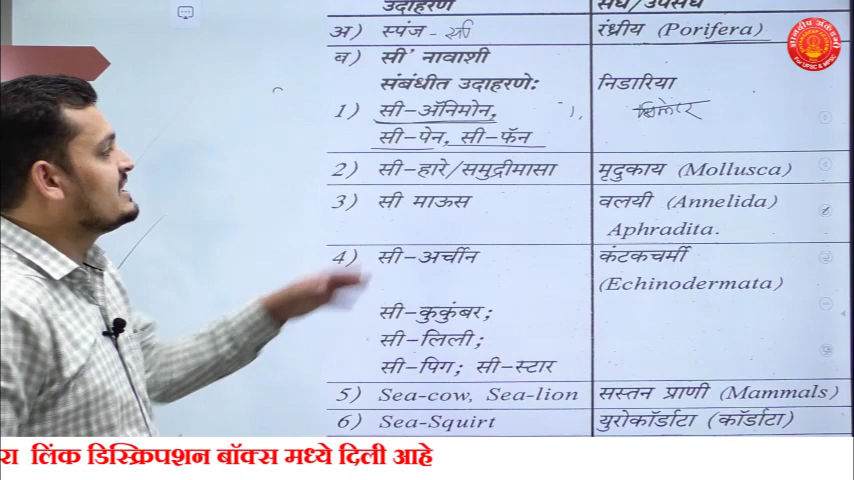 उदाहरण संघ/उपसंघ
अ) स्पंज - रंध्रीय (Porifera)
ब) सी' नावाशी
संबंधीत उदाहरणे: निडारिया
1) सी-ॲनिमोन,
सी-पेन, सी-फॅन
2) सी-हारे/समुद्रीमासा मृदुकाय (Mollusca)
3) सी माऊस वलयी (Annelida)
Aphradita.
4) सी-अर्चीन कंटकचर्मी
(Echinodermata)
सी-कुकुंबर;
सी-लिली;
सी-पिग; सी-स्टार
5) Sea-cow, Sea-lion सस्तन प्राणी (Mammals)
6) Sea-Squirt युरोकॉर्डाटा (कॉर्डाटा)
रा लिंक डिस्क्रिपशन बॉक्स मध्ये दिली आहे